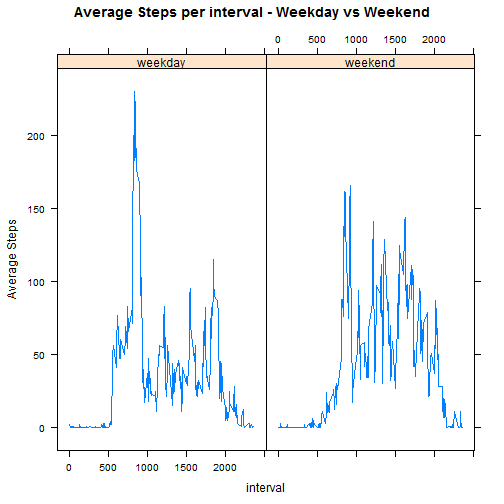 Average Steps per interval - Weekday vs Weekend
0 500 1000 1500 2000
weekday weekend
200
150
100
50
0
Average Steps
0 500 1000 1500 2000
interval